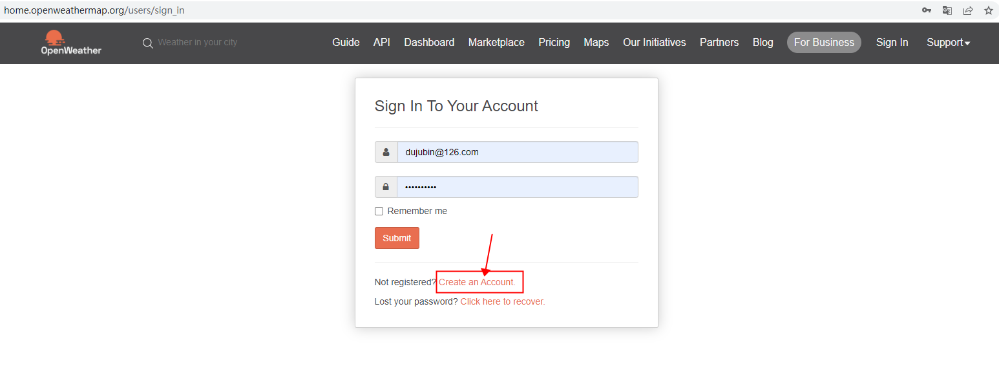 home.openweathermap.org/users/sign_in
OpenWeather
Weather in your city
Guide API Dashboard Marketplace Pricing Maps Our Initiatives Partners Blog For Business Sign In Support
Sign In To Your Account
dujubin@126.com
••••••••••
Remember me
Submit
Not registered? Create an Account.
Lost your password? Click here to recover.